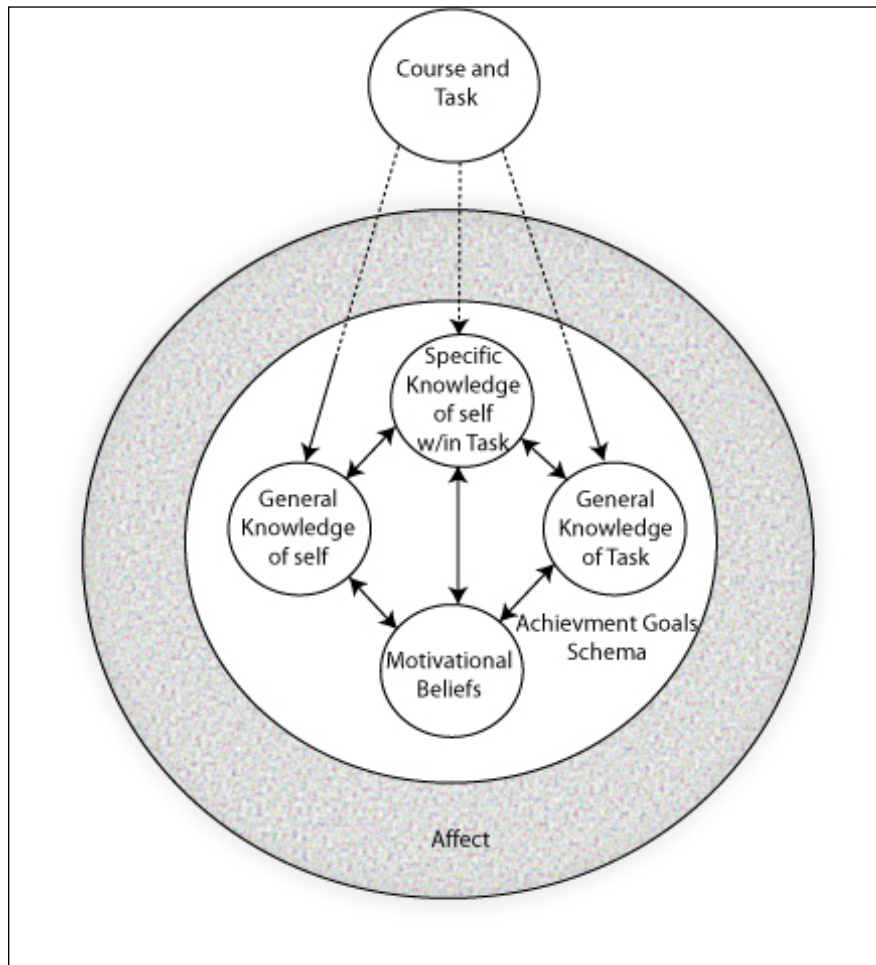 Course and
Task
Specific
Knowledge
of self
w/in Task
General
Knowledge
of self
General
Knowledge
of Task
Achievment Goals
Schema
Motivational
Beliefs
Affect